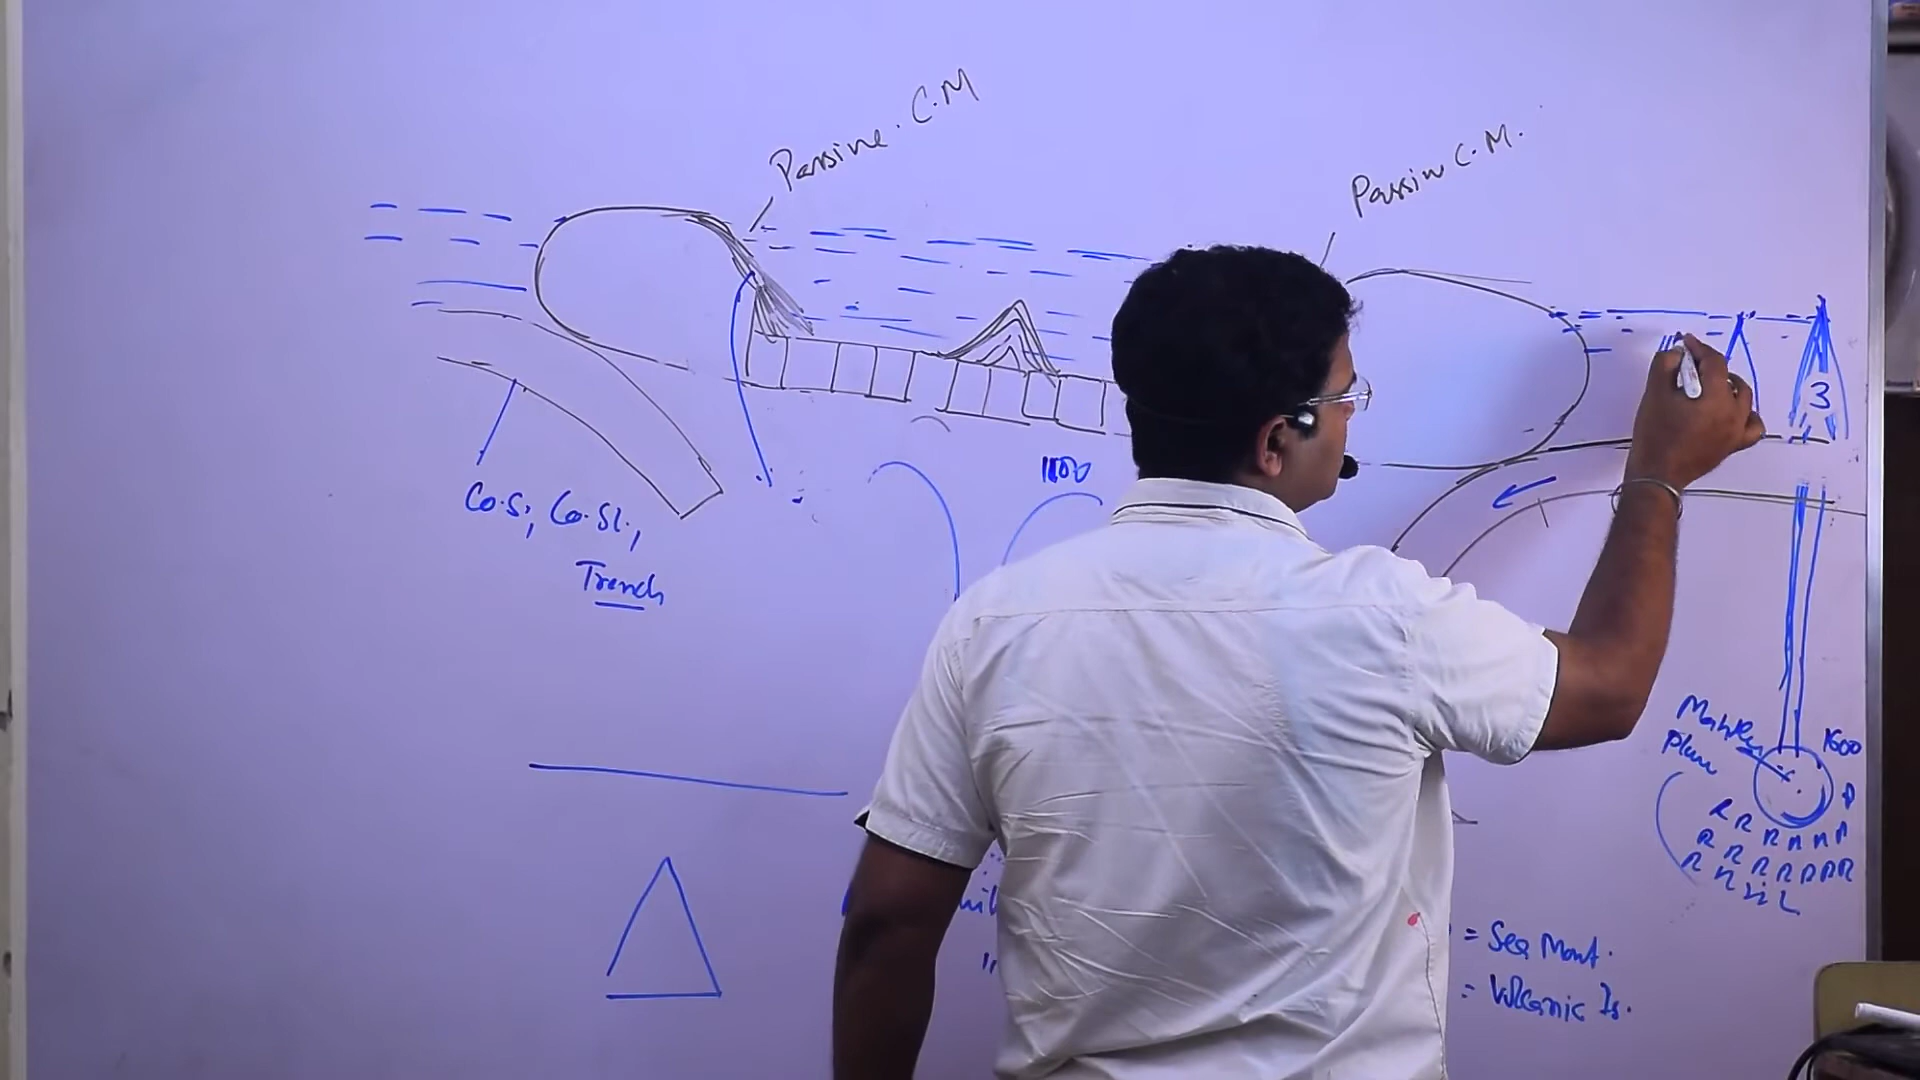 Passive. C.M
Passive C.M.
3
1100
Co.S, Co.Sl.,
Trench
Mantle
Plum
1600
R R R R R R
R R R R R R R
= Sea Mont.
= Volcanic Is.